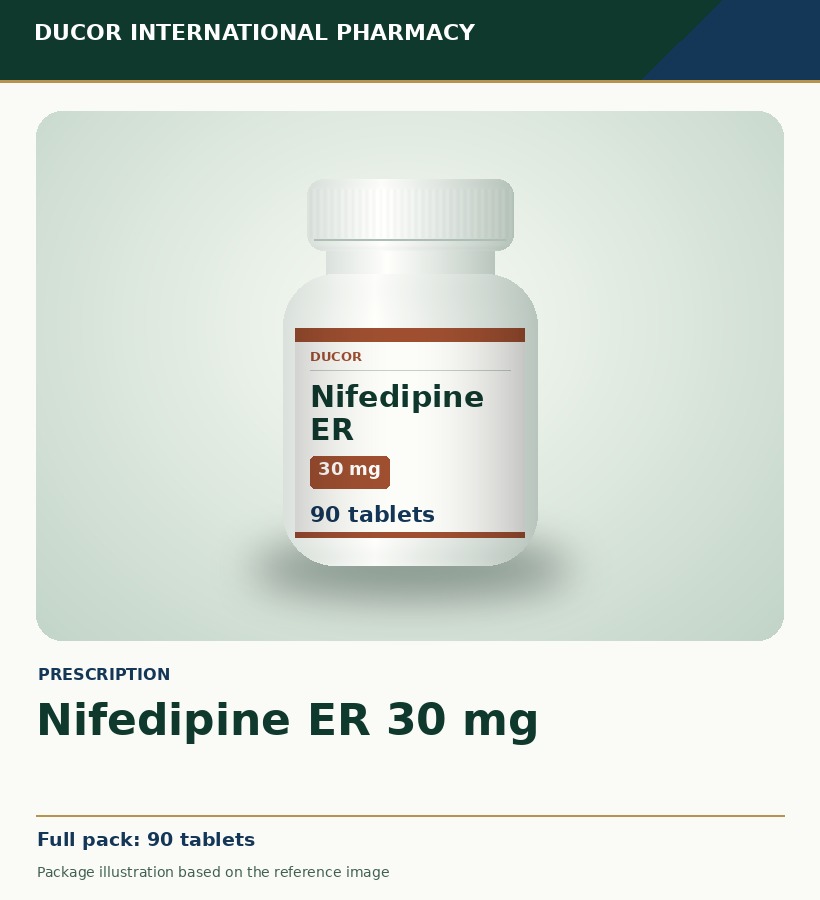 DUCOR INTERNATIONAL PHARMACY
DUCOR
Nifedipine
ER
30 mg
90 tablets
PRESCRIPTION
Nifedipine ER 30 mg
Full pack: 90 tablets
Package illustration based on the reference image